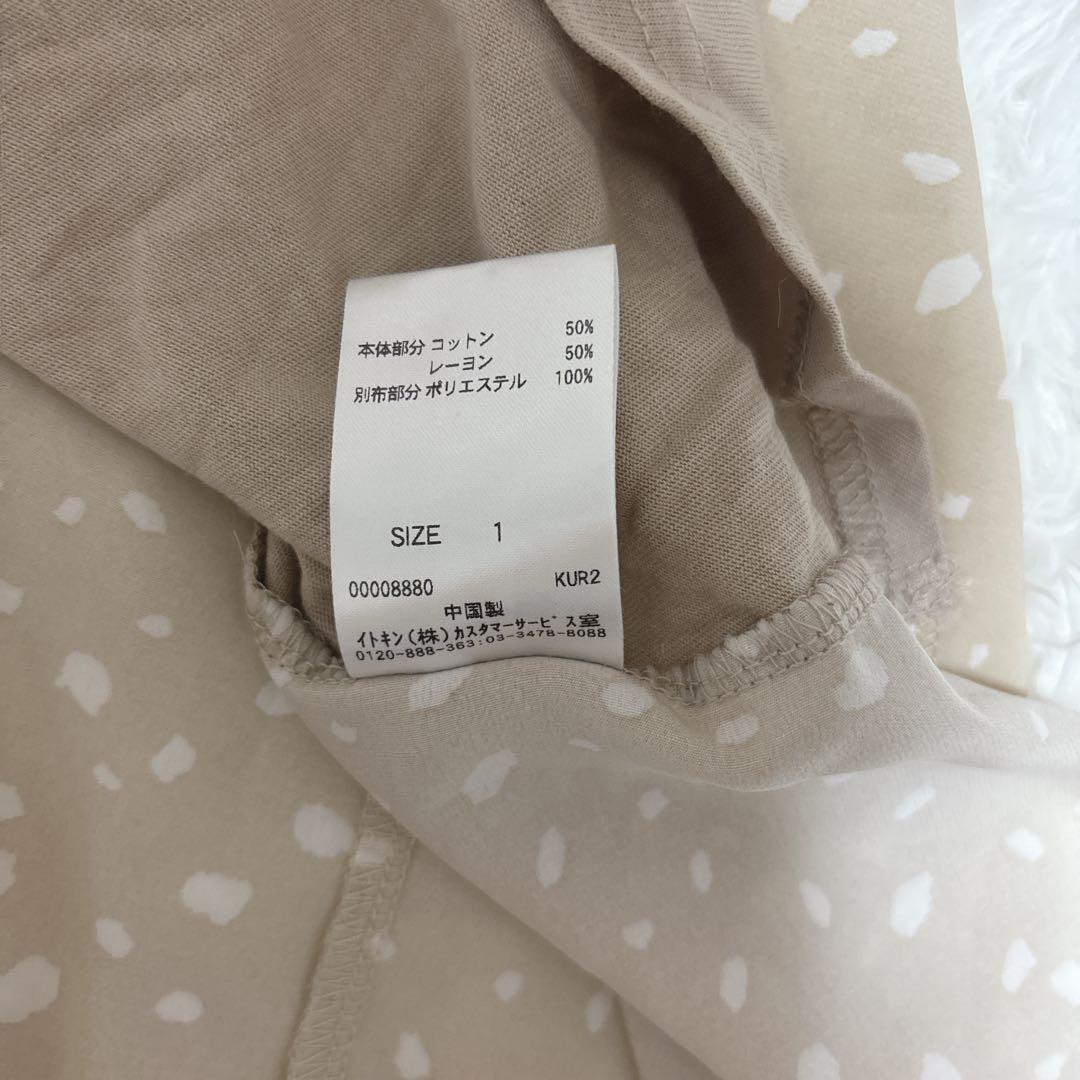 本体部分 コットン 50%
レーヨン 50%
別布部分 ポリエステル 100%
SIZE 1
00008880 KUR2
中国製
イトキン(株)カスタマーサービス室
0120-888-363:03-3478-8088